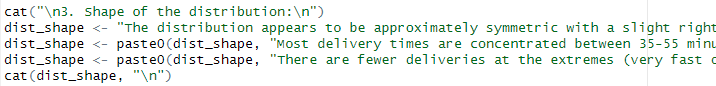 cat("\n3. Shape of the distribution:\n")
dist_shape <- "The distribution appears to be approximately symmetric with a slight right
dist_shape <- paste0(dist_shape, "Most delivery times are concentrated between 35-55
dist_shape <- paste0(dist_shape, "There are fewer deliveries at the extremes (very fast
cat(dist_shape, "\n")